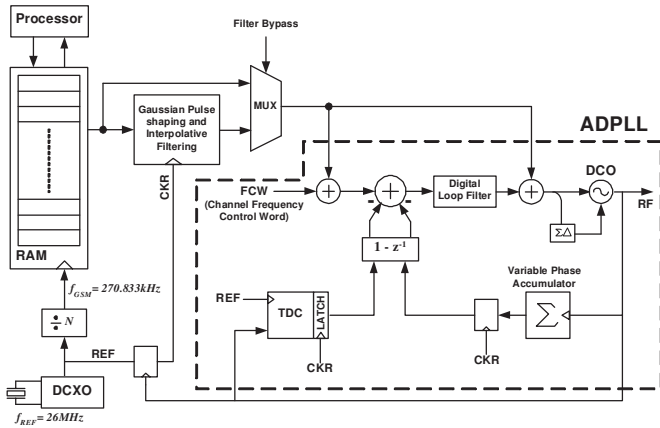 Processor
Filter Bypass
MUX
Gaussian Pulse
shaping and
Interpolative
Filtering
CKR
RAM
f_GSM = 270.833kHz
÷ N
REF
DCXO
f_REF = 26MHz
ADPLL
FCW
(Channel Frequency
Control Word)
+
+
-
-
Digital
Loop Filter
+
DCO
RF
ΣΔ
1 - z⁻¹
REF
TDC
LATCH
CKR
CKR
Variable Phase
Accumulator
Σ